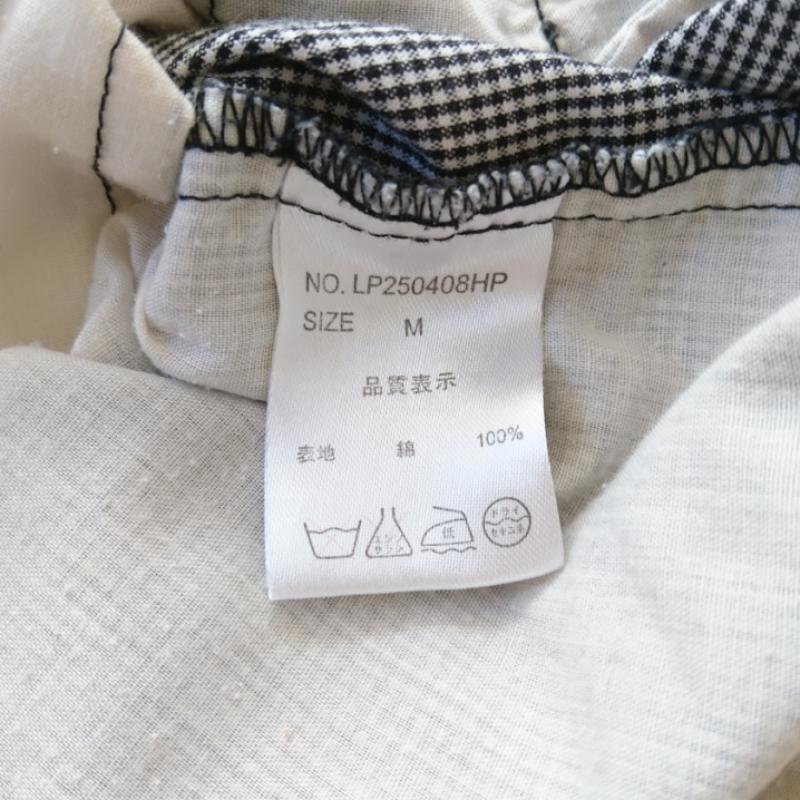 NO. LP250408HP
SIZE M
品質表示
表地 綿 100%
エンソ
サラシ
低
ドライ
セキユ系